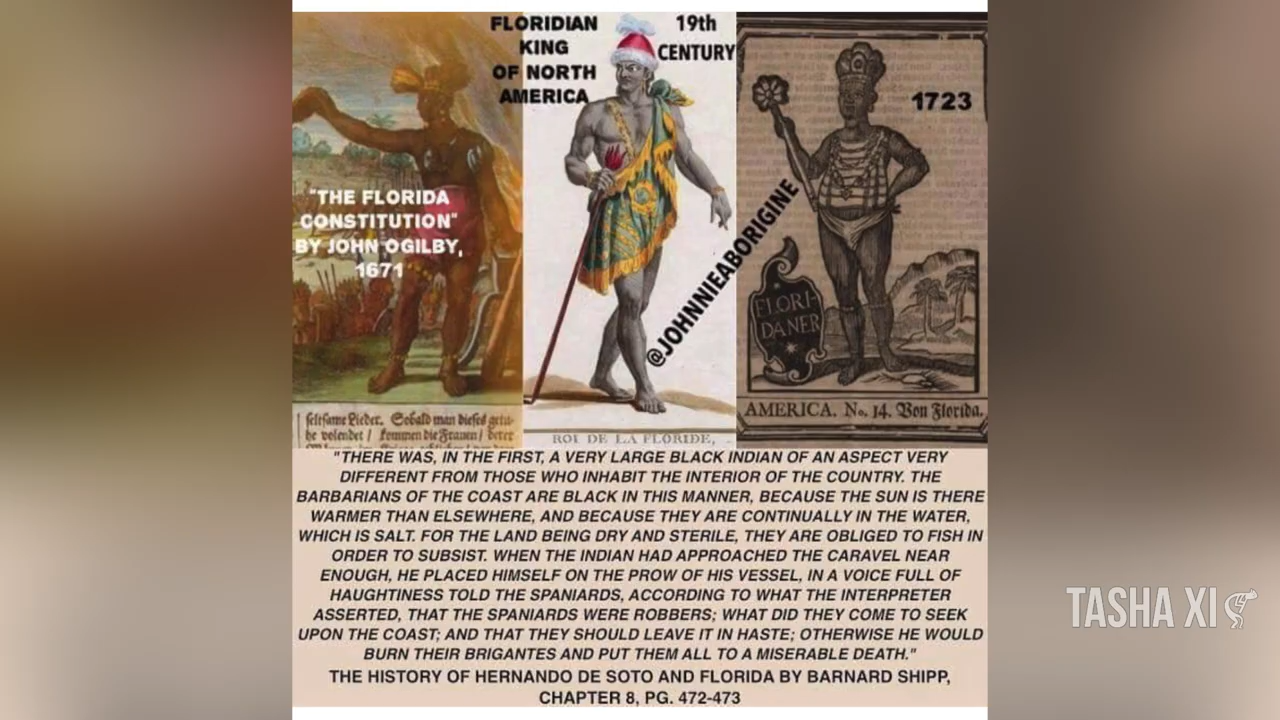 FLORIDIAN
KING
OF NORTH
AMERICA
19th
CENTURY
1723
"THE FLORIDA
CONSTITUTION"
BY JOHN OGILBY,
1671
@JOHNNIEABORIGINE
FLORI-
DANER
seltsame Lieder. Sobald man dieses getu-
he volendet / kommen die Frauen / derer
ROI DE LA FLORIDE,
AMERICA. No. 14. Von Florida.
"THERE WAS, IN THE FIRST, A VERY LARGE BLACK INDIAN OF AN ASPECT VERY
DIFFERENT FROM THOSE WHO INHABIT THE INTERIOR OF THE COUNTRY. THE
BARBARIANS OF THE COAST ARE BLACK IN THIS MANNER, BECAUSE THE SUN IS THERE
WARMER THAN ELSEWHERE, AND BECAUSE THEY ARE CONTINUALLY IN THE WATER,
WHICH IS SALT. FOR THE LAND BEING DRY AND STERILE, THEY ARE OBLIGED TO FISH IN
ORDER TO SUBSIST. WHEN THE INDIAN HAD APPROACHED THE CARAVEL NEAR
ENOUGH, HE PLACED HIMSELF ON THE PROW OF HIS VESSEL, IN A VOICE FULL OF
HAUGHTINESS TOLD THE SPANIARDS, ACCORDING TO WHAT THE INTERPRETER
ASSERTED, THAT THE SPANIARDS WERE ROBBERS; WHAT DID THEY COME TO SEEK
UPON THE COAST; AND THAT THEY SHOULD LEAVE IT IN HASTE; OTHERWISE HE WOULD
BURN THEIR BRIGANTES AND PUT THEM ALL TO A MISERABLE DEATH."
THE HISTORY OF HERNANDO DE SOTO AND FLORIDA BY BARNARD SHIPP,
CHAPTER 8, PG. 472-473
TASHA XI